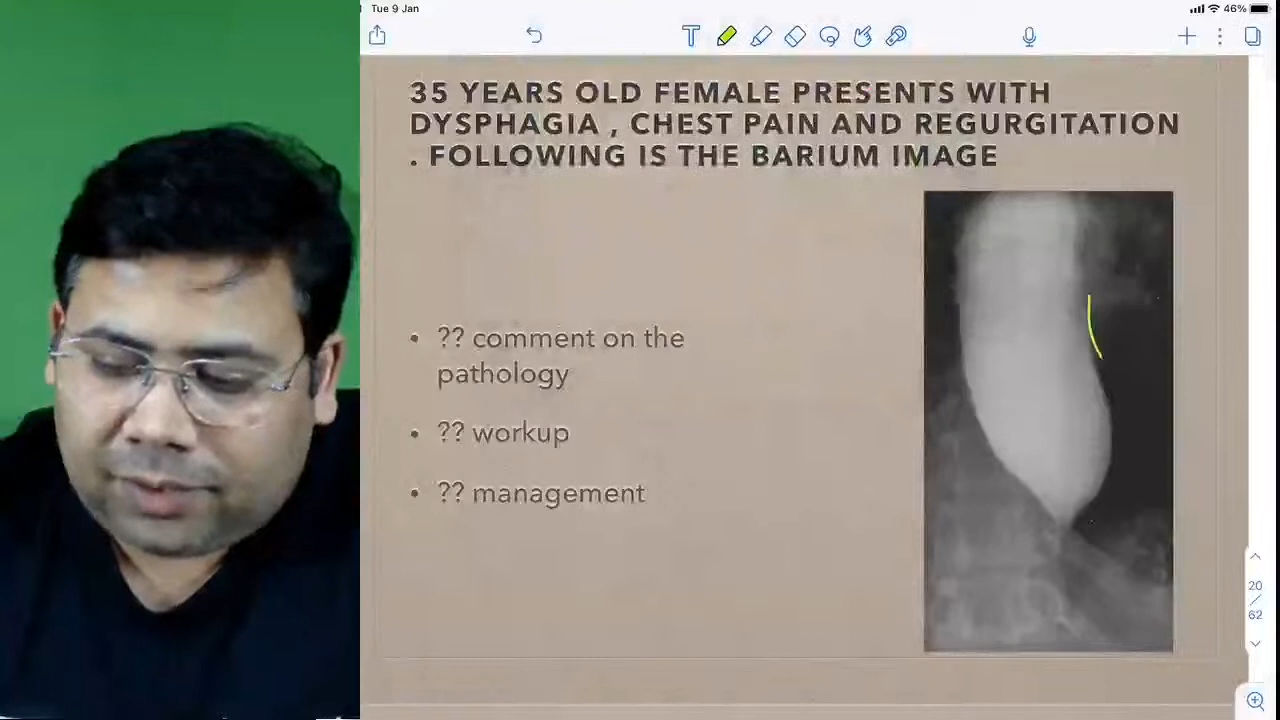 Tue 9 Jan
46%
35 YEARS OLD FEMALE PRESENTS WITH
DYSPHAGIA , CHEST PAIN AND REGURGITATION
. FOLLOWING IS THE BARIUM IMAGE
• ?? comment on the
pathology
• ?? workup
• ?? management
20
/
62